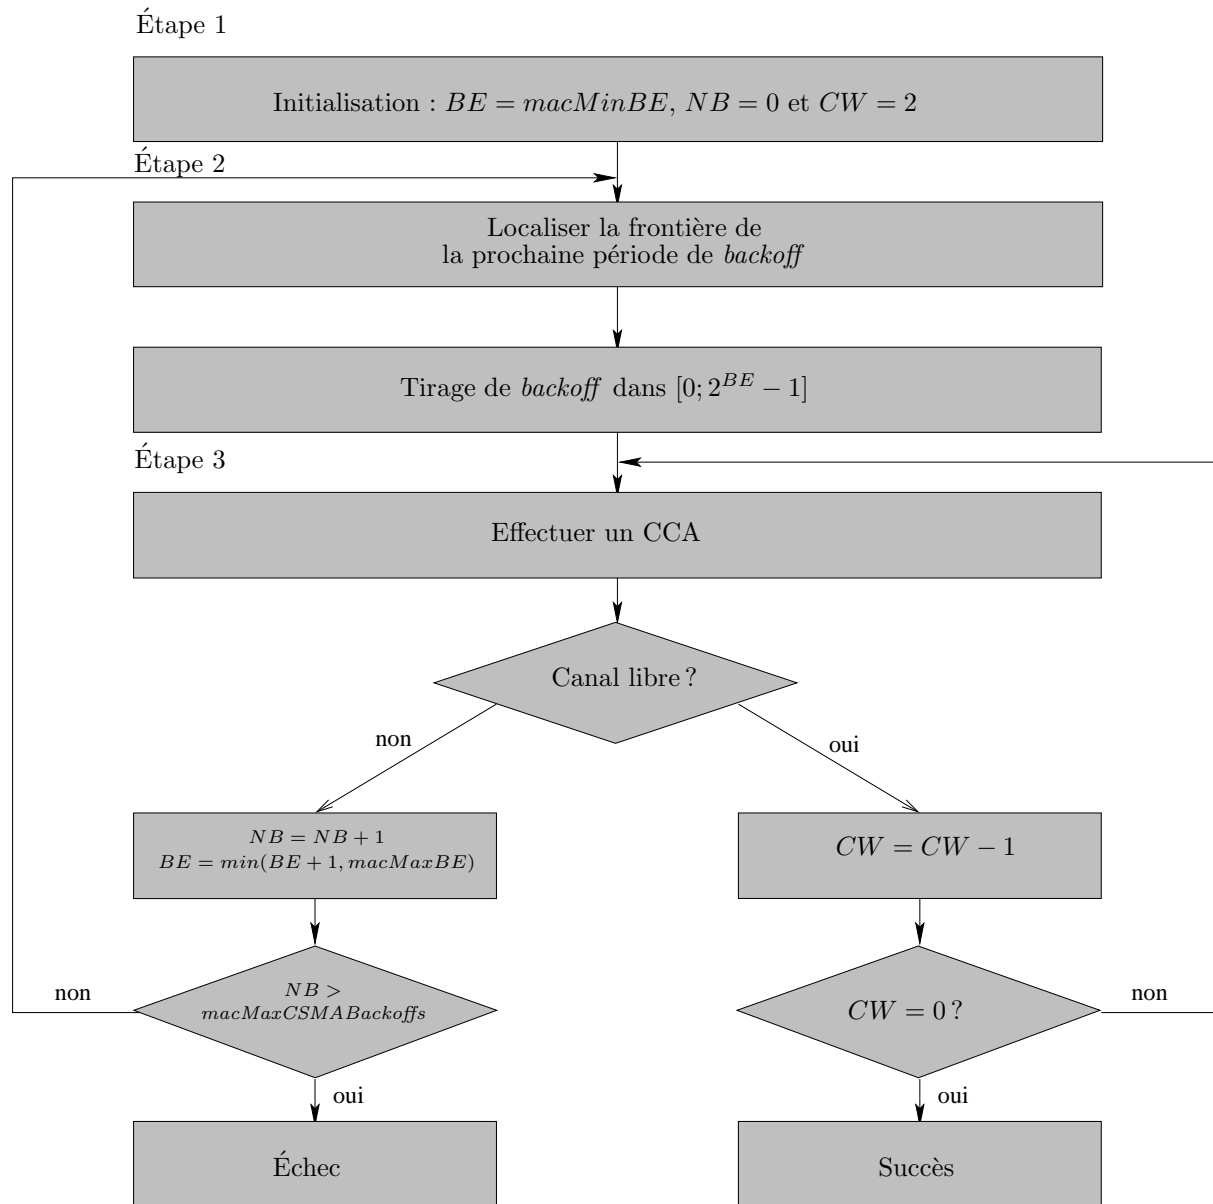 Étape 1
Initialisation : BE = macMinBE, NB = 0 et CW = 2
Étape 2
Localiser la frontière de
la prochaine période de backoff
Tirage de backoff dans [0; 2^{BE} − 1]
Étape 3
Effectuer un CCA
Canal libre ?
non
oui
NB = NB + 1
BE = min(BE + 1, macMaxBE)
CW = CW − 1
NB >
macMaxCSMABackoffs
non
CW = 0 ?
non
oui
oui
Échec
Succès